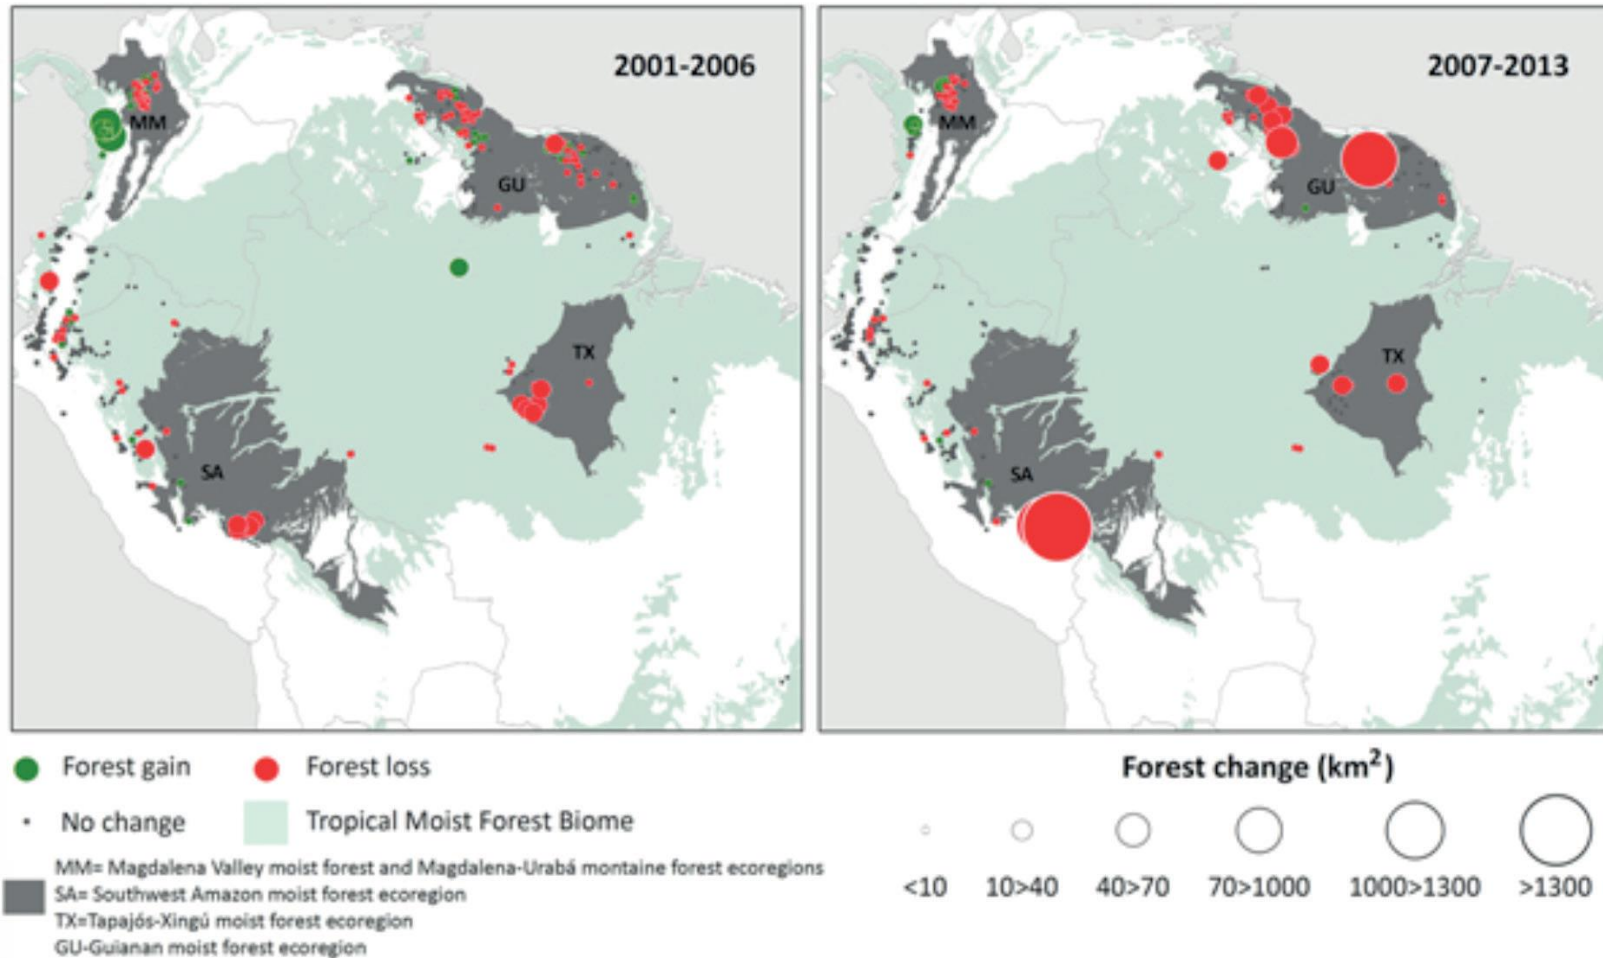 2001-2006
2007-2013
MM
MM
GU
GU
TX
TX
SA
SA
Forest gain
Forest loss
No change
Tropical Moist Forest Biome
MM= Magdalena Valley moist forest and Magdalena-Urabá montaine forest ecoregions
SA= Southwest Amazon moist forest ecoregion
TX=Tapajós-Xingú moist forest ecoregion
GU-Guianan moist forest ecoregion
Forest change (km²)
<10 10>40 40>70 70>1000 1000>1300 >1300